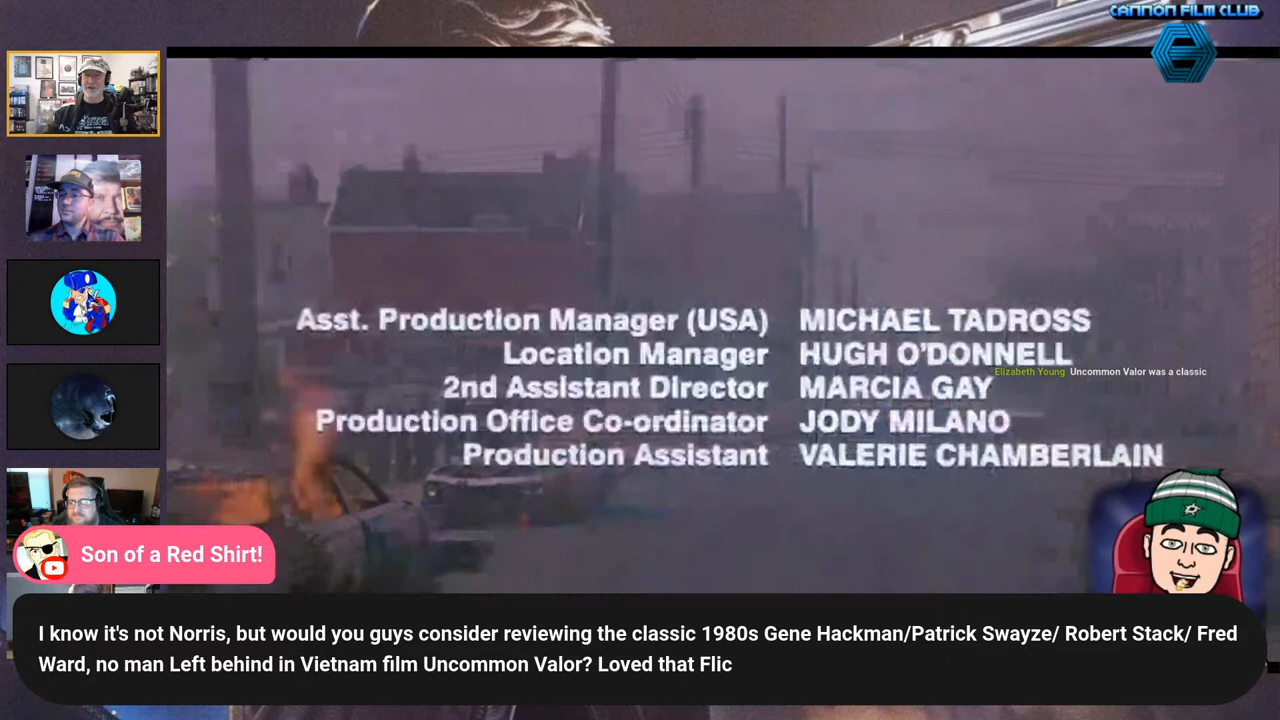 CANNON FILM CLUB
Asst. Production Manager (USA) MICHAEL TADROSS
Location Manager HUGH O'DONNELL
Elizabeth Young Uncommon Valor was a classic
2nd Assistant Director MARCIA GAY
Production Office Co-ordinator JODY MILANO
Production Assistant VALERIE CHAMBERLAIN
Son of a Red Shirt!
I know it's not Norris, but would you guys consider reviewing the classic 1980s Gene Hackman/Patrick Swayze/ Robert Stack/ Fred
Ward, no man Left behind in Vietnam film Uncommon Valor? Loved that Flic